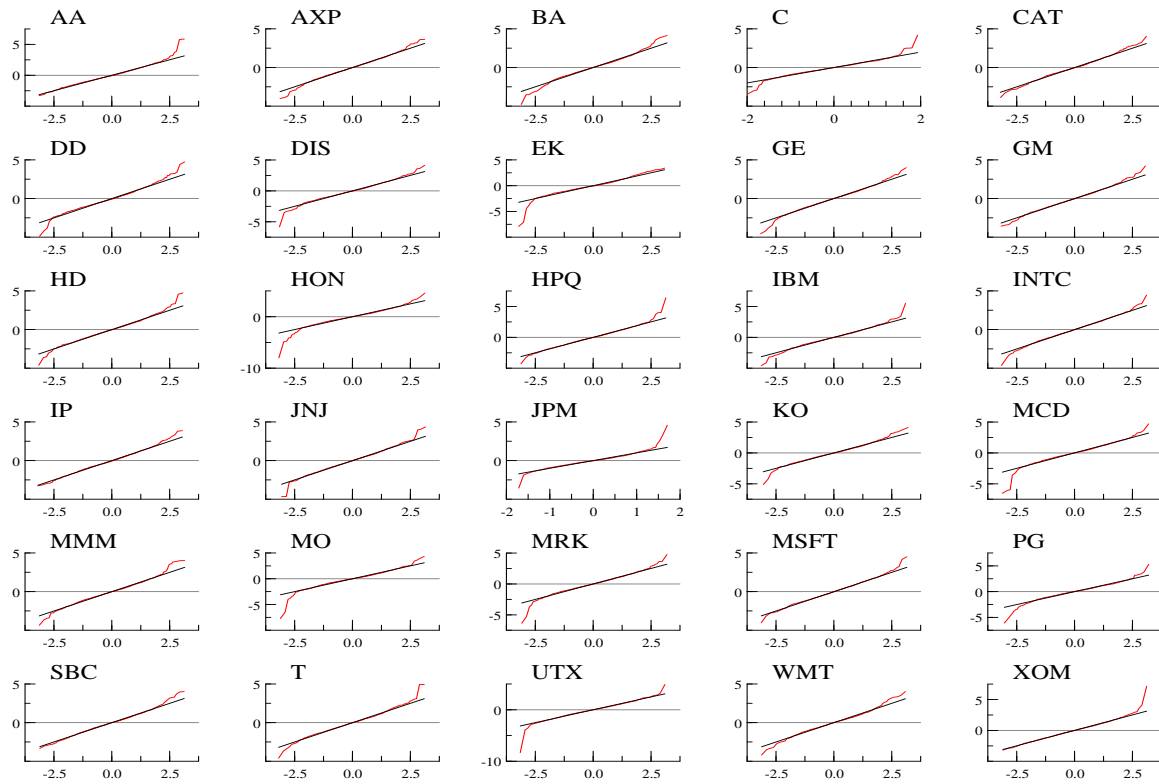 AA AXP BA C CAT
5 5 5 5 5
0 0 0 0 0
-2.5 0.0 2.5 -2.5 0.0 2.5 -2.5 0.0 2.5 -2 -1 0 1 2 -2.5 0.0 2.5
DD DIS EK GE GM
5 5 5 5 5
0 0 0 0 0
-5 -5
-2.5 0.0 2.5 -2.5 0.0 2.5 -2.5 0.0 2.5 -2.5 0.0 2.5 -2.5 0.0 2.5
HD HON HPQ IBM INTC
5 5 5 5
0 0 0 0 0
-10
-2.5 0.0 2.5 -2.5 0.0 2.5 -2.5 0.0 2.5 -2.5 0.0 2.5 -2.5 0.0 2.5
IP JNJ JPM KO MCD
5 5 5 5 5
0 0 0 0 0
-5 -5
-2.5 0.0 2.5 -2.5 0.0 2.5 -2 -1 0 1 2 -2.5 0.0 2.5 -2.5 0.0 2.5
MMM MO MRK MSFT PG
5 5 5 5 5
0 0 0 0 0
-5 -5 -5
-2.5 0.0 2.5 -2.5 0.0 2.5 -2.5 0.0 2.5 -2.5 0.0 2.5 -2.5 0.0 2.5
SBC T UTX WMT XOM
5 5 5 5
0 0 0 0 0
-10
-2.5 0.0 2.5 -2.5 0.0 2.5 -2.5 0.0 2.5 -2.5 0.0 2.5 -2.5 0.0 2.5